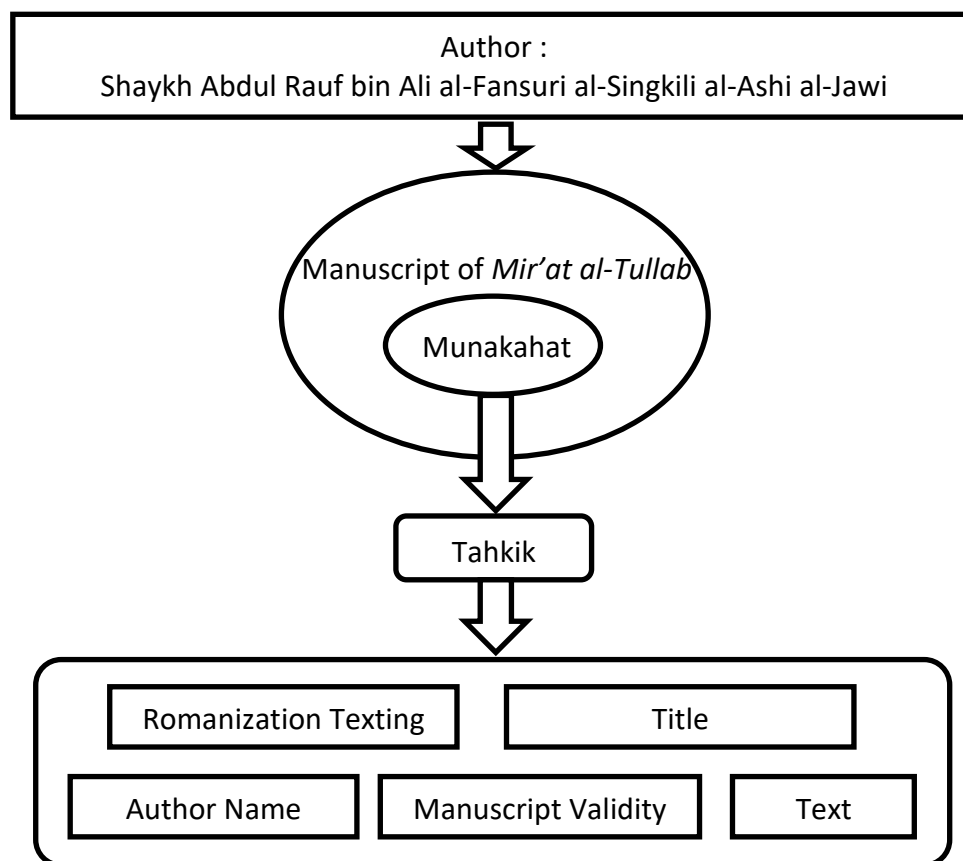 Author :
Shaykh Abdul Rauf bin Ali al-Fansuri al-Singkili al-Ashi al-Jawi
Manuscript of Mir’at al-Tullab
Munakahat
Tahkik
Romanization Texting
Title
Author Name
Manuscript Validity
Text